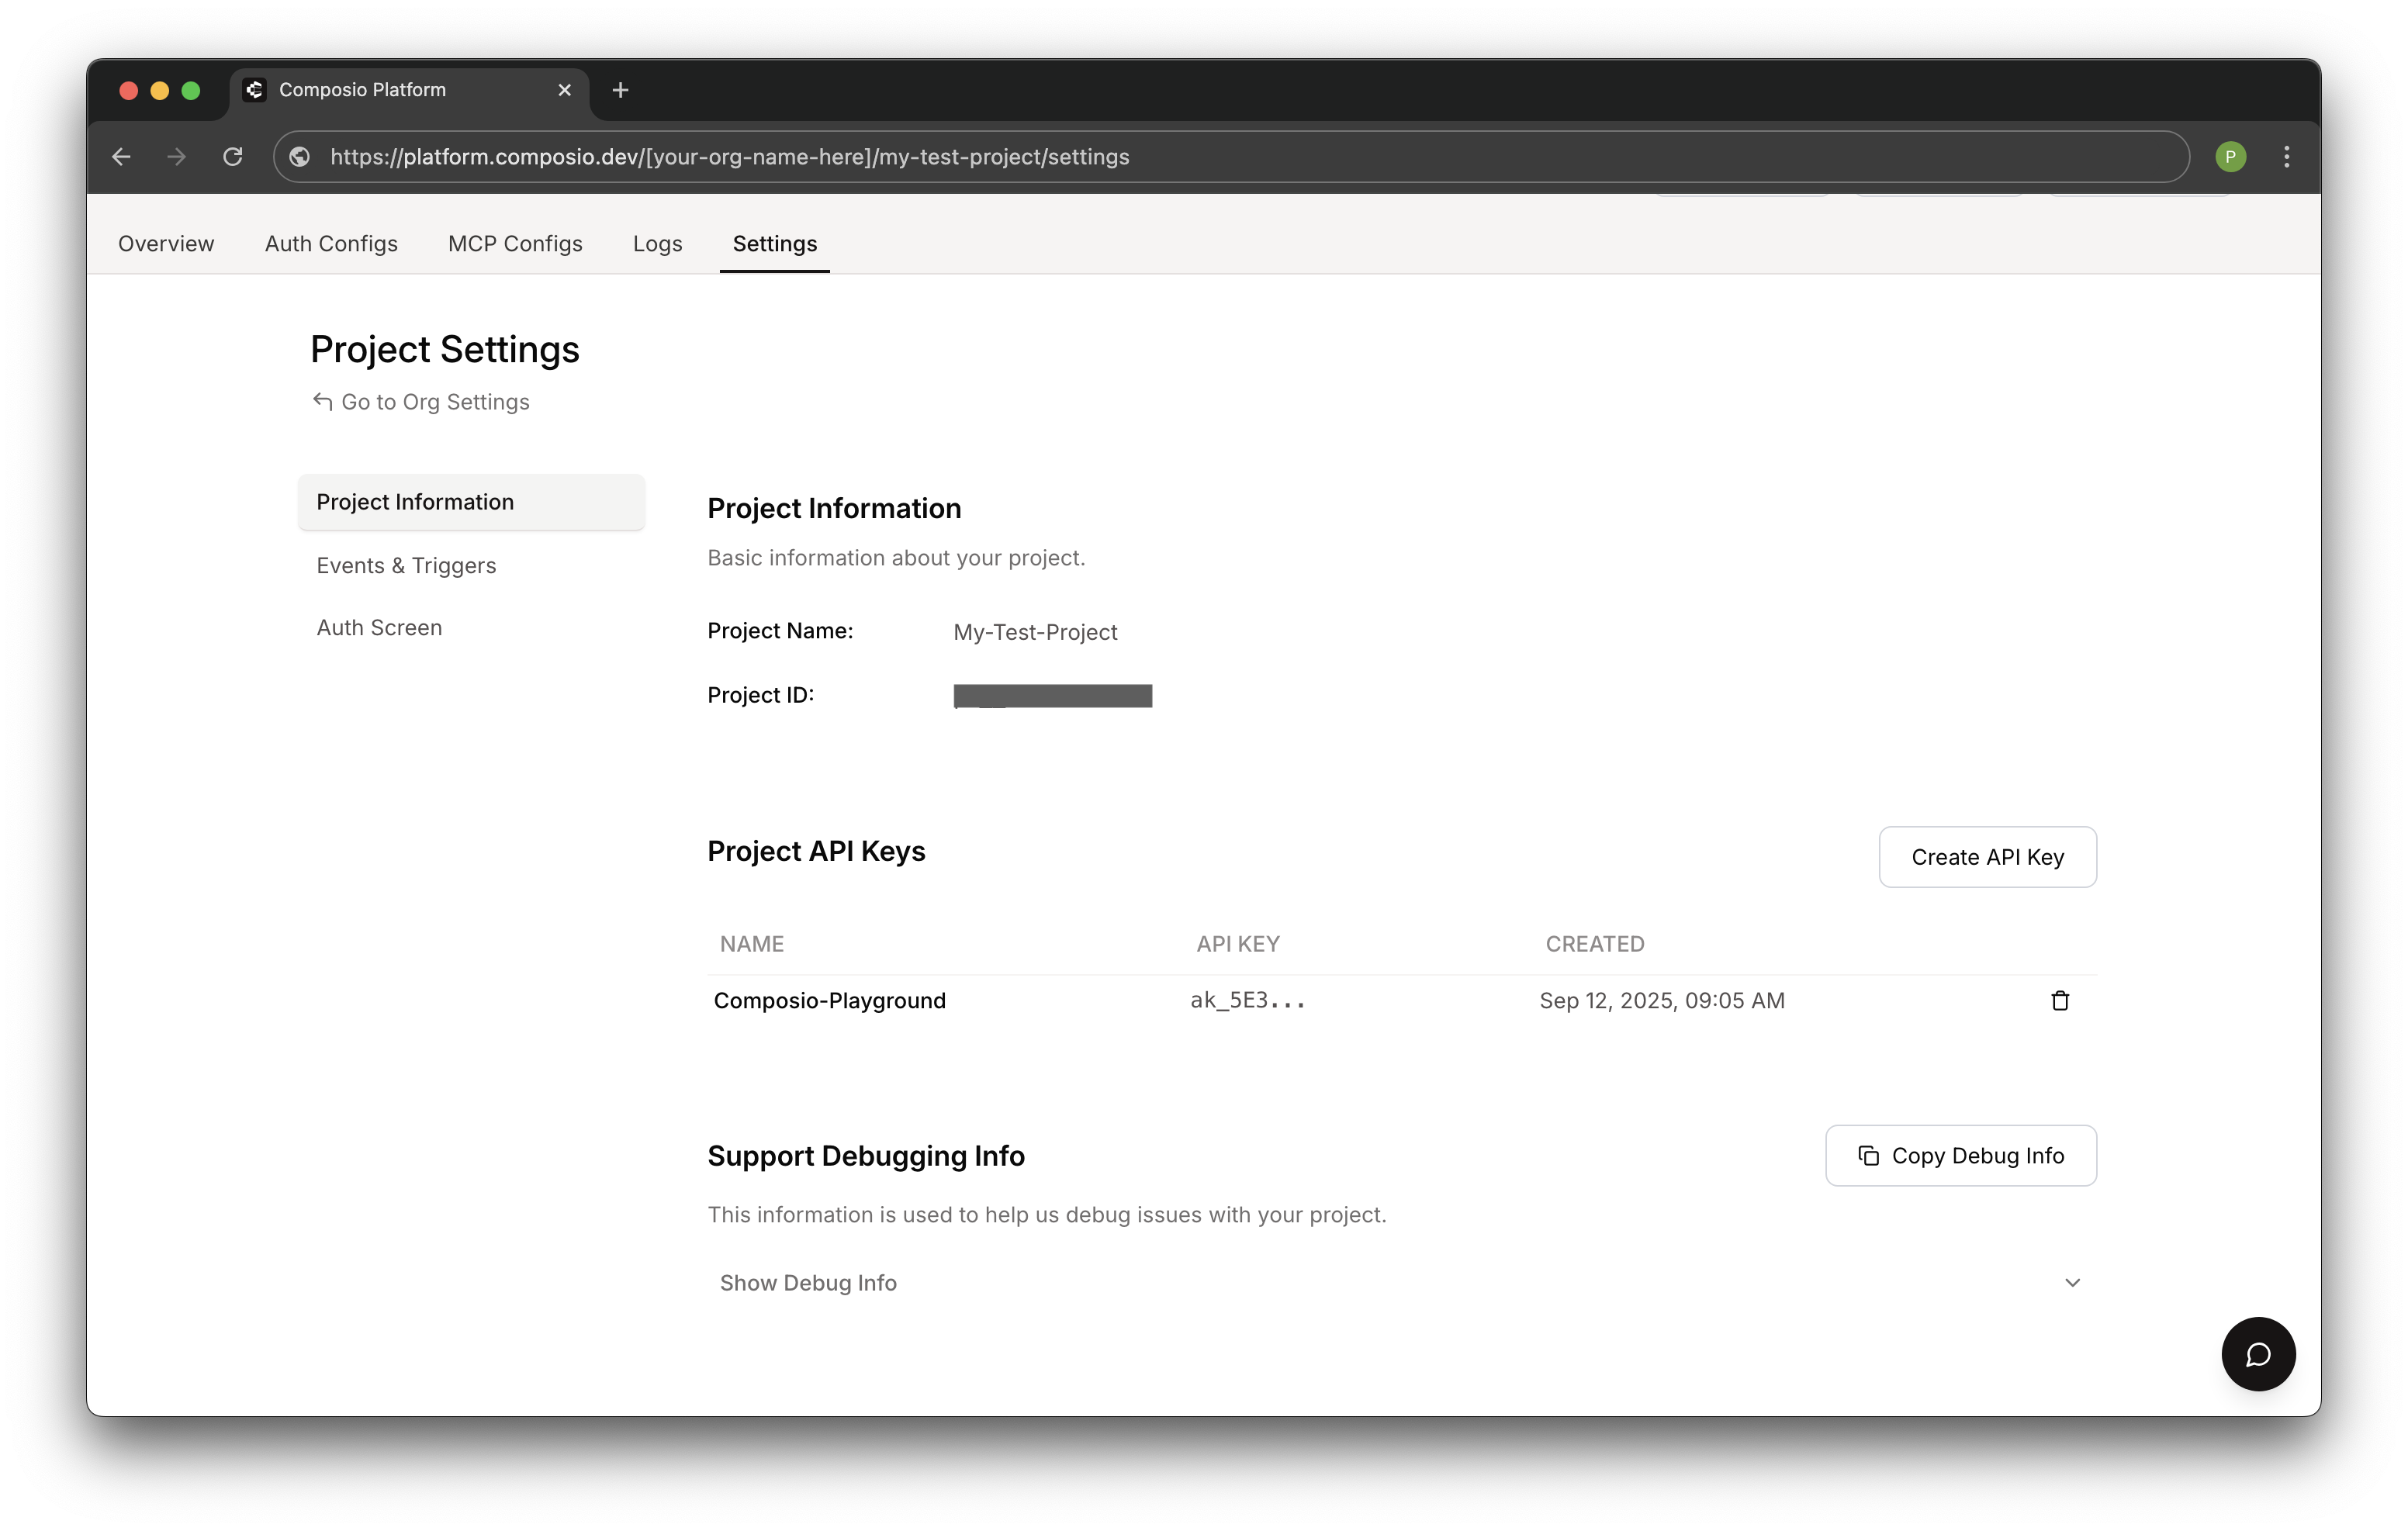 Composio Platform
https://platform.composio.dev/[your-org-name-here]/my-test-project/settings
P
Overview
Auth Configs
MCP Configs
Logs
Settings
Project Settings
Go to Org Settings
Project Information
Events & Triggers
Auth Screen
Project Information
Basic information about your project.
Project Name: My-Test-Project
Project ID:
Project API Keys
Create API Key
NAME API KEY CREATED
Composio-Playground ak_5E3... Sep 12, 2025, 09:05 AM
Support Debugging Info
Copy Debug Info
This information is used to help us debug issues with your project.
Show Debug Info